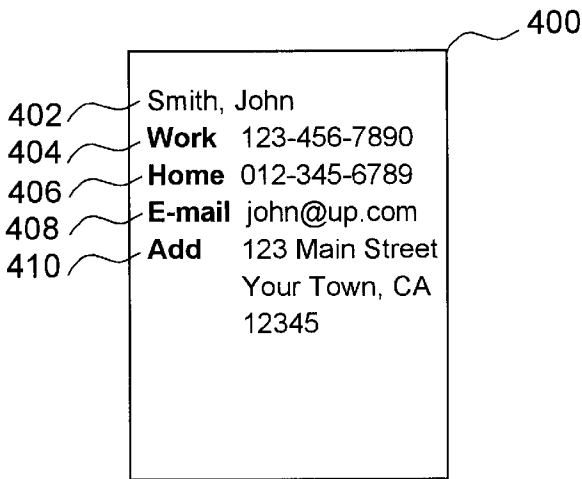 400
402 Smith, John
404 Work 123-456-7890
406 Home 012-345-6789
408 E-mail john@up.com
410 Add 123 Main Street
Your Town, CA
12345